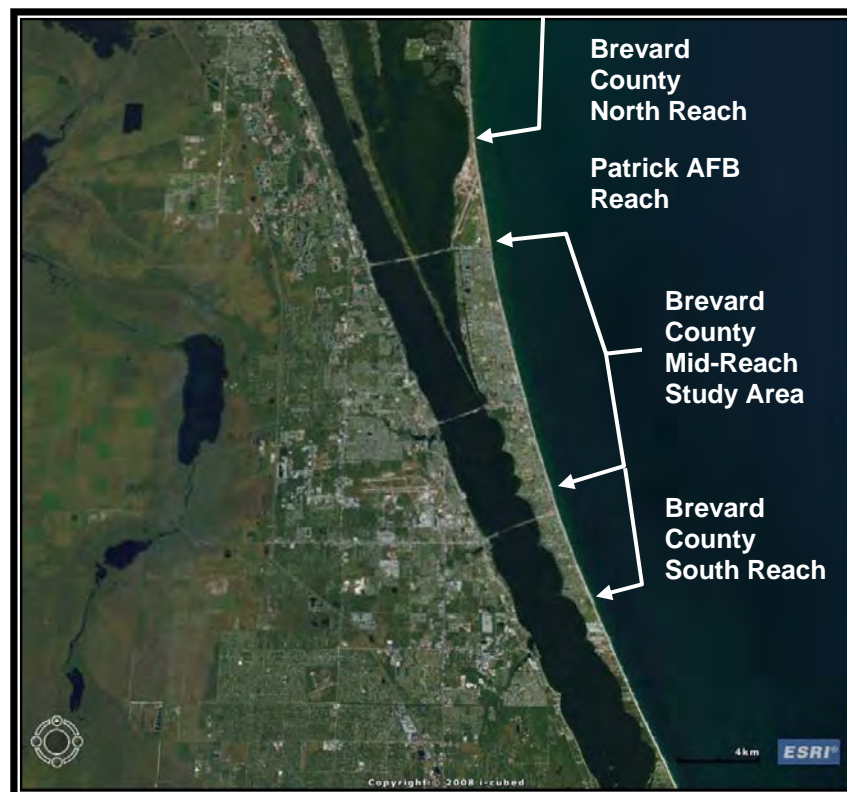 Brevard
County
North Reach
Patrick AFB
Reach
Brevard
County
Mid-Reach
Study Area
Brevard
County
South Reach
4km
ESRI®
Copyright © 2008 i-cubed